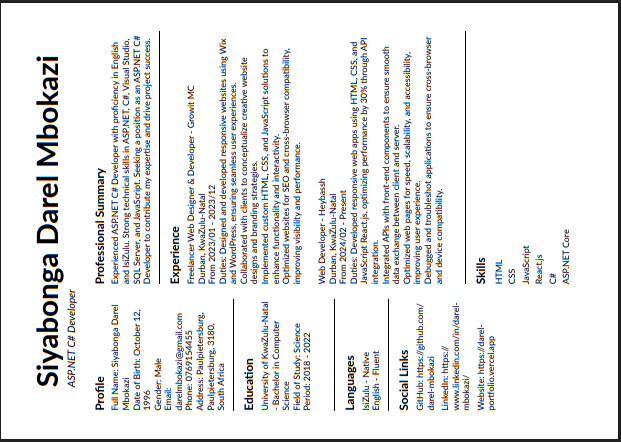 Siyabonga Darel Mbokazi
ASP.NET C# Developer
Profile
Full Name: Siyabonga Darel
Mbokazi
Date of Birth: October 12,
1996
Gender: Male
Email:
darelmbokazi@gmail.com
Phone: 0769154455
Address: Paulpietersburg,
Paulpietersburg, 3180,
South Africa
Education
University of KwaZulu-Natal
- Bachelor in Computer
Science
Field of Study: Science
Period: 2018 - 2022
Languages
IsiZulu - Native
English - Fluent
Social Links
GitHub: https://github.com/
darel-mbokazi
LinkedIn: https://
www.linkedin.com/in/darel-
mbokazi/
Website: https://darel-
portfolio.vercel.app
Professional Summary
Experienced ASP.NET C# Developer with proficiency in English
and IsiZulu. Strong technical skills in ASP.NET, C#, Visual Studio,
SQL Server, and JavaScript. Seeking a position as an ASP.NET C#
Developer to contribute my expertise and drive project success.
Experience
Freelancer Web Designer & Developer - Growit MC
Durban, KwaZulu-Natal
From 2023/01 - 2023/12
Duties: Designed and developed responsive websites using Wix
and WordPress, ensuring seamless user experiences.
Collaborated with clients to conceptualize creative website
designs and branding strategies.
Implemented custom HTML, CSS, and JavaScript solutions to
enhance functionality and interactivity.
Optimized websites for SEO and cross-browser compatibility,
improving visibility and performance.
Web Developer - Heybassh
Durban, KwaZulu-Natal
From 2024/02 - Present
Duties: Developed responsive web apps using HTML, CSS, and
JavaScript React.js, optimizing performance by 30% through API
integration.
Integrated APIs with front-end components to ensure smooth
data exchange between client and server.
Optimized web pages for speed, scalability, and accessibility,
improving user experience.
Debugged and troubleshot applications to ensure cross-browser
and device compatibility.
Skills
HTML
CSS
JavaScript
React.js
C#
ASP.NET Core